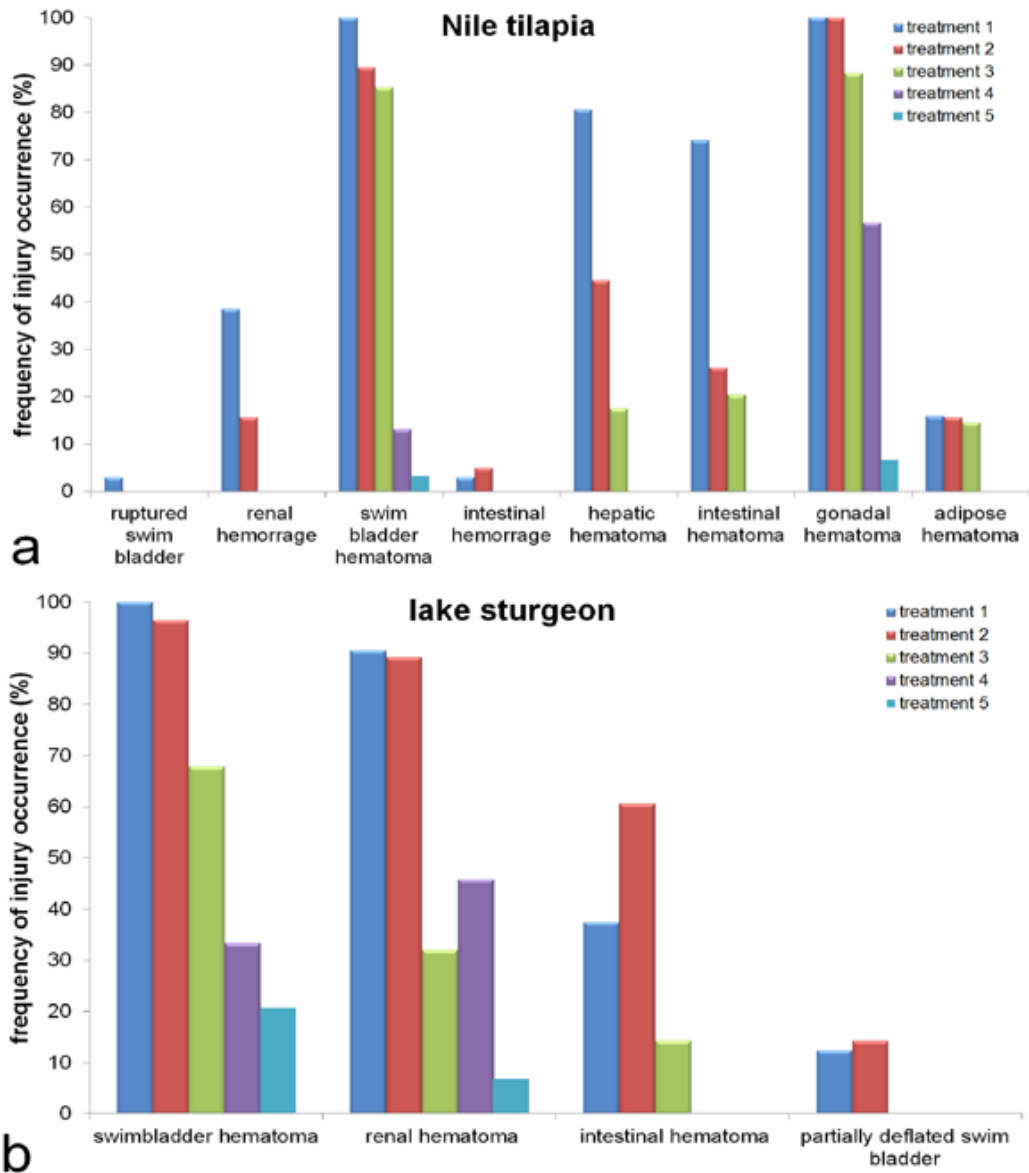 Nile tilapia
treatment 1
treatment 2
treatment 3
treatment 4
treatment 5
frequency of injury occurrence (%)
100
90
80
70
60
50
40
30
20
10
0
ruptured
swim
bladder
renal
hemorrage
swim
bladder
hematoma
intestinal
hemorrage
hepatic
hematoma
intestinal
hematoma
gonadal
hematoma
adipose
hematoma
a
lake sturgeon
treatment 1
treatment 2
treatment 3
treatment 4
treatment 5
frequency of injury occurrence (%)
100
90
80
70
60
50
40
30
20
10
0
swimbladder hematoma
renal hematoma
intestinal hematoma
partially deflated swim
bladder
b